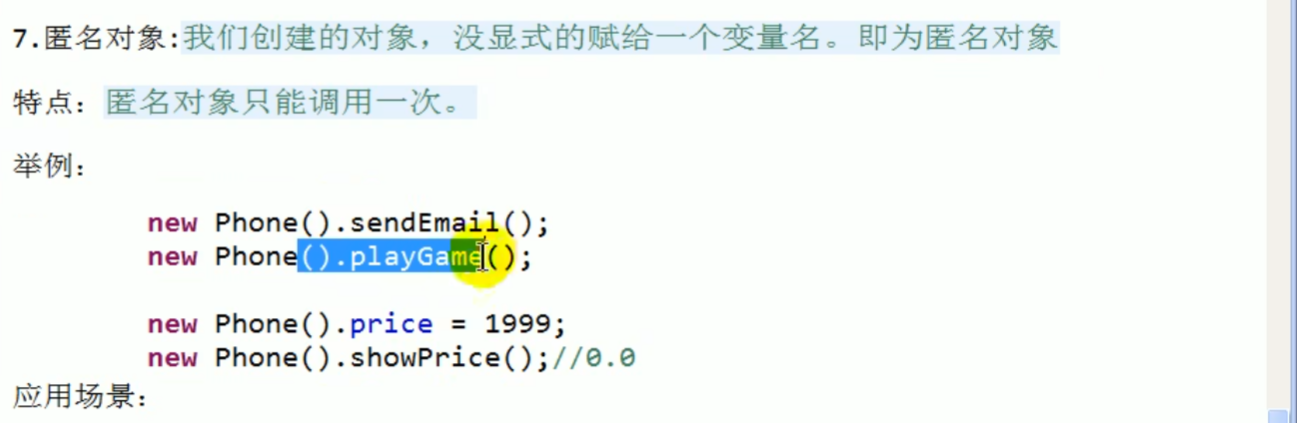 7.匿名对象:我们创建的对象，没显式的赋给一个变量名。即为匿名对象
特点：匿名对象只能调用一次。
举例：
new Phone().sendEmail();
new Phone().playGame();
new Phone().price = 1999;
new Phone().showPrice();//0.0
应用场景：